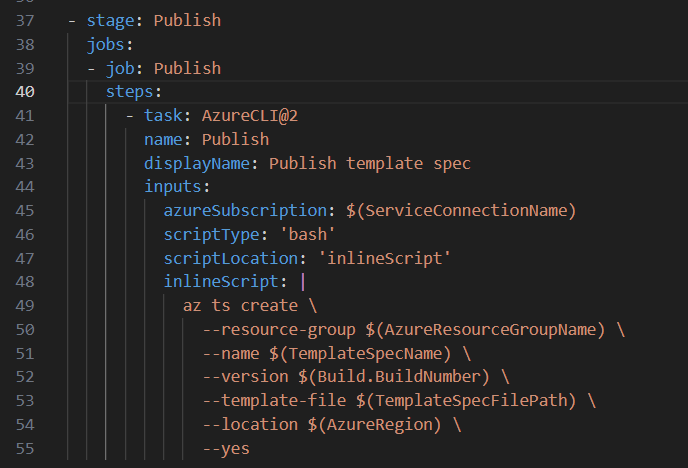 37 - stage: Publish
38 jobs:
39 - job: Publish
40 steps:
41 - task: AzureCLI@2
42 name: Publish
43 displayName: Publish template spec
44 inputs:
45 azureSubscription: $(ServiceConnectionName)
46 scriptType: 'bash'
47 scriptLocation: 'inlineScript'
48 inlineScript: |
49 az ts create \
50 --resource-group $(AzureResourceGroupName) \
51 --name $(TemplateSpecName) \
52 --version $(Build.BuildNumber) \
53 --template-file $(TemplateSpecFilePath) \
54 --location $(AzureRegion) \
55 --yes